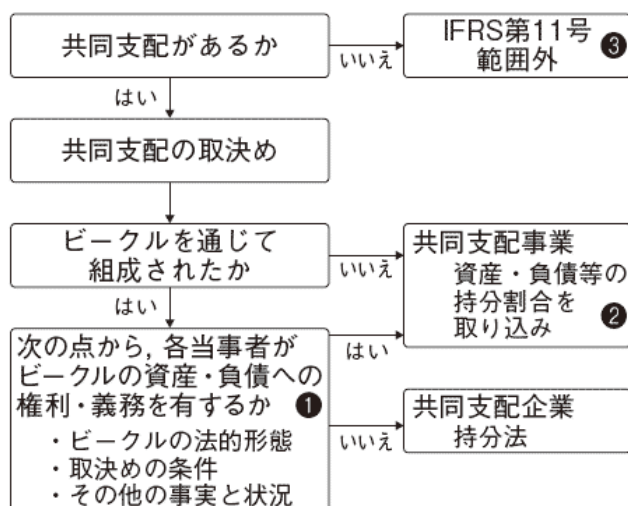 共同支配があるか
いいえ
IFRS第11号
範囲外 ❸
はい
共同支配の取決め
ビークルを通じて
組成されたか
いいえ
共同支配事業
資産・負債等の
持分割合を
取り込み ❷
はい
次の点から，各当事者が
ビークルの資産・負債への
権利・義務を有するか ❶
・ビークルの法的形態
・取決めの条件
・その他の事実と状況
はい
いいえ
共同支配企業
持分法